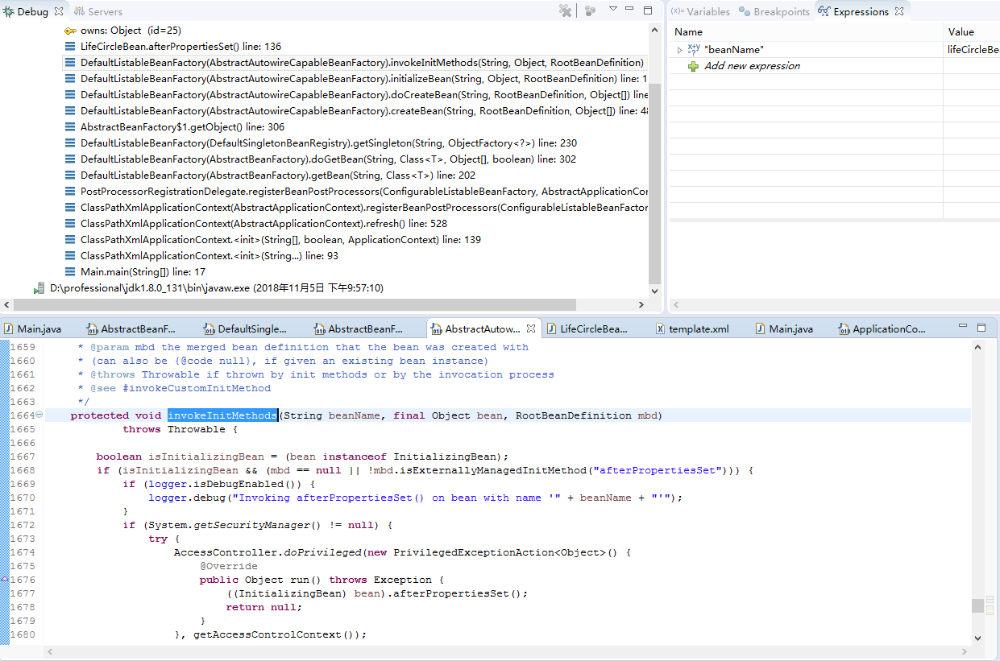 Debug Servers
owns: Object (id=25)
LifeCircleBean.afterPropertiesSet() line: 136
DefaultListableBeanFactory(AbstractAutowireCapableBeanFactory).invokeInitMethods(String, Object, RootBeanDefinition)
DefaultListableBeanFactory(AbstractAutowireCapableBeanFactory).initializeBean(String, Object, RootBeanDefinition) line: 1
DefaultListableBeanFactory(AbstractAutowireCapableBeanFactory).doCreateBean(String, RootBeanDefinition, Object[]) line
DefaultListableBeanFactory(AbstractAutowireCapableBeanFactory).createBean(String, RootBeanDefinition, Object[]) line: 48
AbstractBeanFactory$1.getObject() line: 306
DefaultListableBeanFactory(DefaultSingletonBeanRegistry).getSingleton(String, ObjectFactory<?>) line: 230
DefaultListableBeanFactory(AbstractBeanFactory).doGetBean(String, Class<T>, Object[], boolean) line: 302
DefaultListableBeanFactory(AbstractBeanFactory).getBean(String, Class<T>) line: 202
PostProcessorRegistrationDelegate.registerBeanPostProcessors(ConfigurableListableBeanFactory, AbstractApplicationCon
ClassPathXmlApplicationContext(AbstractApplicationContext).registerBeanPostProcessors(ConfigurableListableBeanFactor
ClassPathXmlApplicationContext(AbstractApplicationContext).refresh() line: 528
ClassPathXmlApplicationContext.<init>(String[], boolean, ApplicationContext) line: 139
ClassPathXmlApplicationContext.<init>(String...) line: 93
Main.main(String[]) line: 17
D:\professional\jdk1.8.0_131\bin\javaw.exe (2018年11月5日 下午9:57:10)
(x)= Variables Breakpoints Expressions
Name Value
"beanName" lifeCircleBe
Add new expression
Main.java AbstractBeanF... DefaultSingle... AbstractBeanF... AbstractAutow... LifeCircleBea... template.xml Main.java ApplicationCo...
1659 * @param mbd the merged bean definition that the bean was created with
1660 * (can also be {@code null}, if given an existing bean instance)
1661 * @throws Throwable if thrown by init methods or by the invocation process
1662 * @see #invokeCustomInitMethod
1663 */
1664 protected void invokeInitMethods(String beanName, final Object bean, RootBeanDefinition mbd)
1665 throws Throwable {
1666
1667 boolean isInitializingBean = (bean instanceof InitializingBean);
1668 if (isInitializingBean && (mbd == null || !mbd.isExternallyManagedInitMethod("afterPropertiesSet"))) {
1669 if (logger.isDebugEnabled()) {
1670 logger.debug("Invoking afterPropertiesSet() on bean with name '" + beanName + "'");
1671 }
1672 if (System.getSecurityManager() != null) {
1673 try {
1674 AccessController.doPrivileged(new PrivilegedExceptionAction<Object>() {
1675 @Override
1676 public Object run() throws Exception {
1677 ((InitializingBean) bean).afterPropertiesSet();
1678 return null;
1679 }
1680 }, getAccessControlContext());